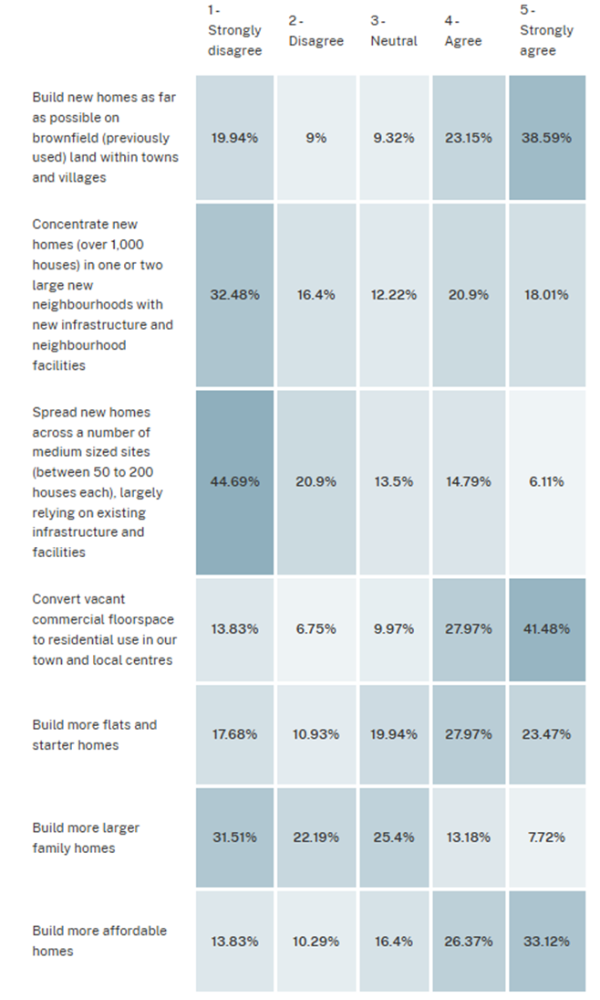 1 -
Strongly
disagree
2 -
Disagree
3 -
Neutral
4 -
Agree
5 -
Strongly
agree
Build new homes as far
as possible on
brownfield (previously
used) land within towns
and villages
19.94%
9%
9.32%
23.15%
38.59%
Concentrate new
homes (over 1,000
houses) in one or two
large new
neighbourhoods with
new infrastructure and
neighbourhood
facilities
32.48%
16.4%
12.22%
20.9%
18.01%
Spread new homes
across a number of
medium sized sites
(between 50 to 200
houses each), largely
relying on existing
infrastructure and
facilities
44.69%
20.9%
13.5%
14.79%
6.11%
Convert vacant
commercial floorspace
to residential use in our
town and local centres
13.83%
6.75%
9.97%
27.97%
41.48%
Build more flats and
starter homes
17.68%
10.93%
19.94%
27.97%
23.47%
Build more larger
family homes
31.51%
22.19%
25.4%
13.18%
7.72%
Build more affordable
homes
13.83%
10.29%
16.4%
26.37%
33.12%